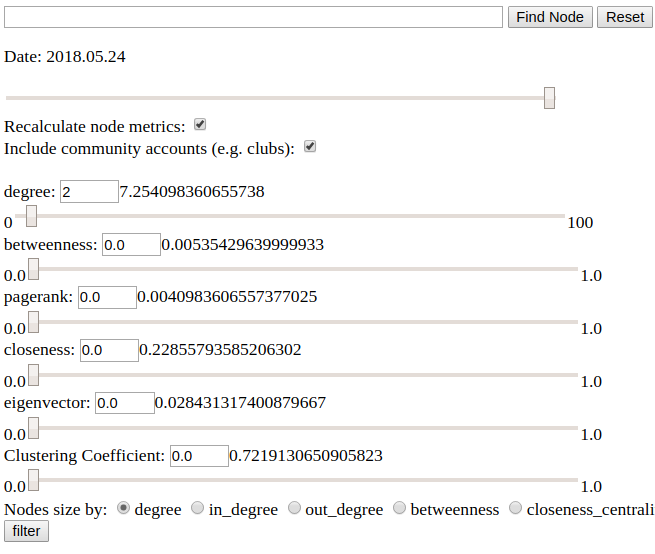 Find Node Reset
Date: 2018.05.24
Recalculate node metrics:
Include community accounts (e.g. clubs):
degree: 2 7.254098360655738
0 100
betweenness: 0.0 0.00535429639999933
0.0 1.0
pagerank: 0.0 0.0040983606557377025
0.0 1.0
closeness: 0.0 0.22855793585206302
0.0 1.0
eigenvector: 0.0 0.028431317400879667
0.0 1.0
Clustering Coefficient: 0.0 0.7219130650905823
0.0 1.0
Nodes size by: degree in_degree out_degree betweenness closeness_centrali
filter